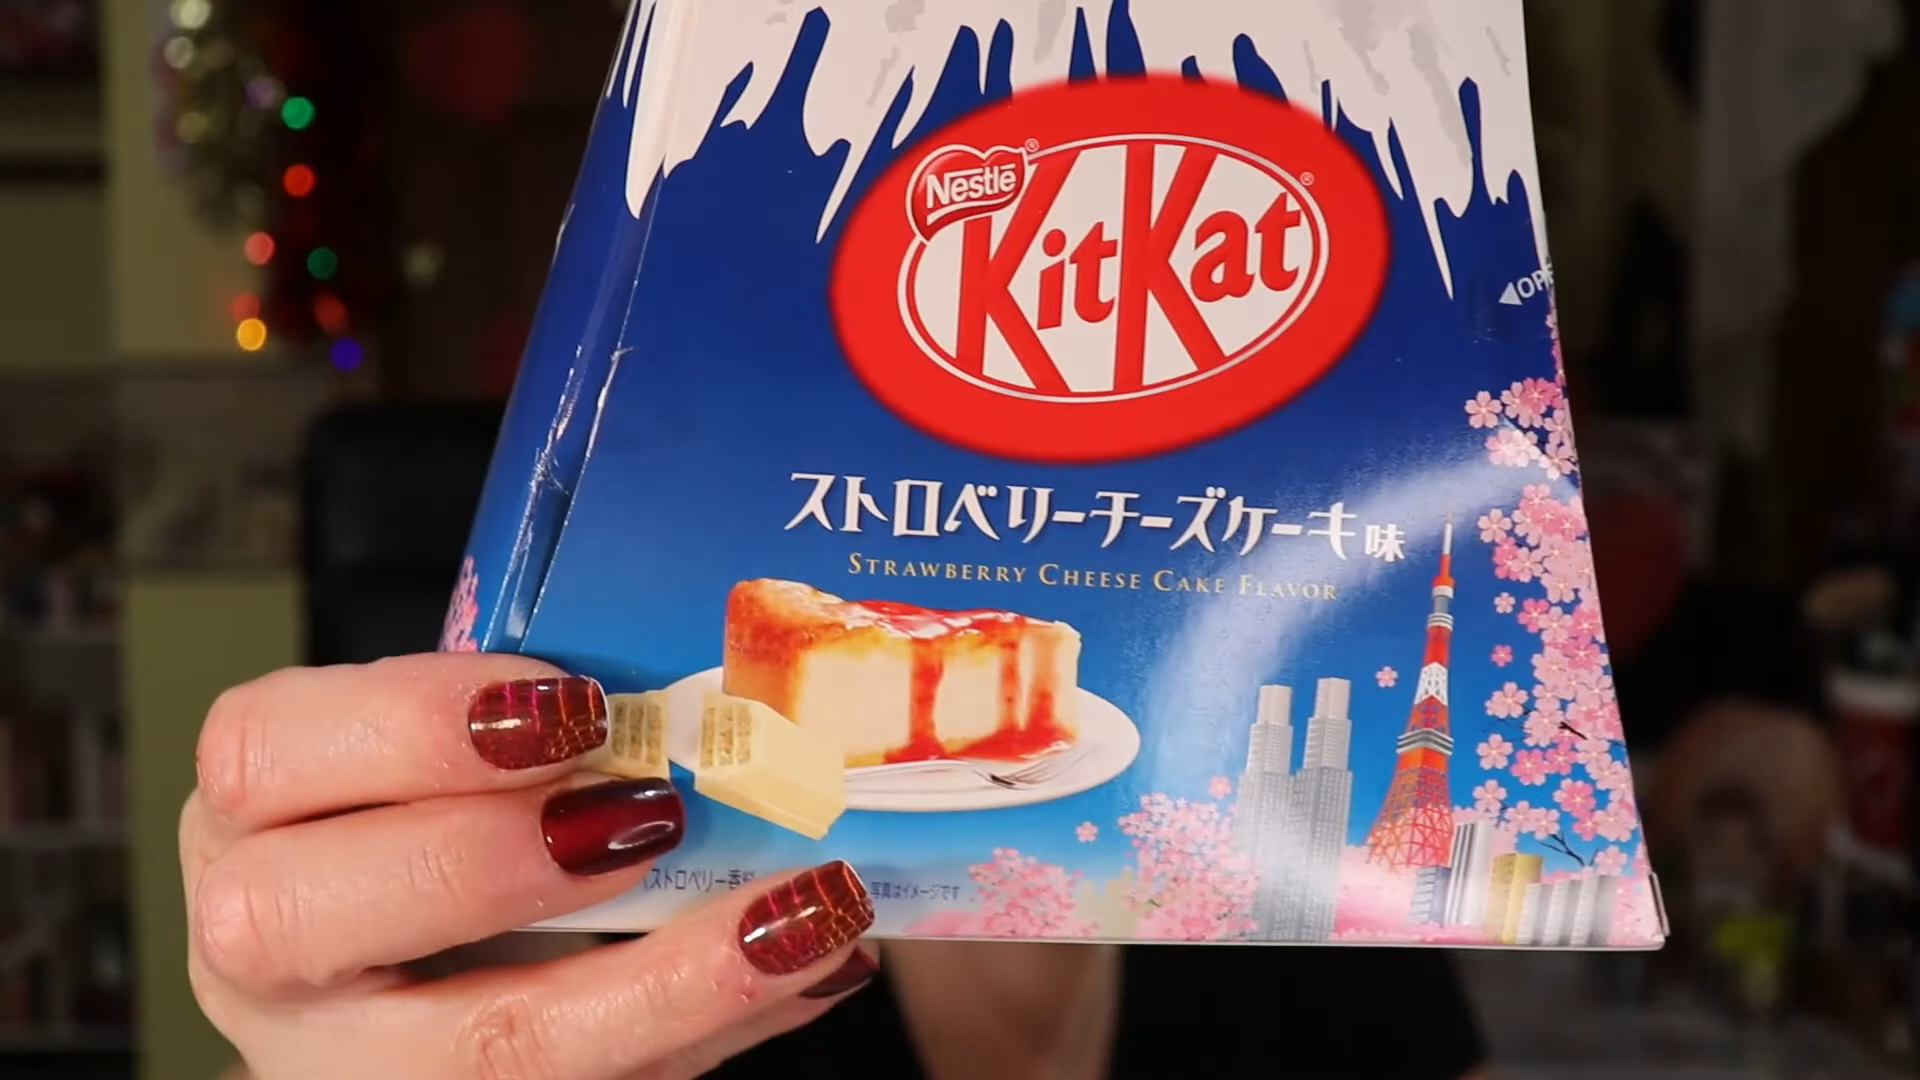 Nestlé
KitKat
ストロベリーチーズケーキ味
STRAWBERRY CHEESE CAKE FLAVOR
ストロベリー香料
写真はイメージです